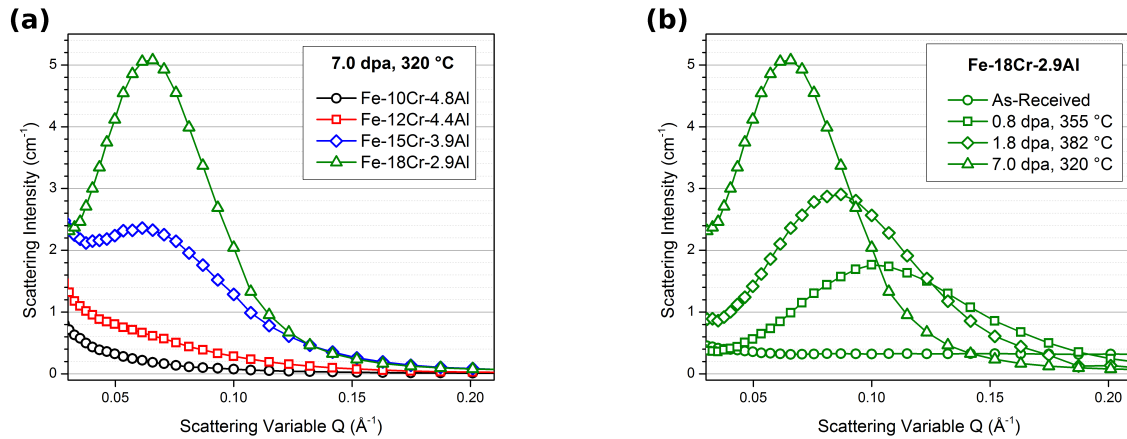 (a)
7.0 dpa, 320 °C
Fe-10Cr-4.8Al
Fe-12Cr-4.4Al
Fe-15Cr-3.9Al
Fe-18Cr-2.9Al
Scattering Intensity (cm⁻¹)
5
4
3
2
1
0
0.05 0.10 0.15 0.20
Scattering Variable Q (Å⁻¹)
(b)
Fe-18Cr-2.9Al
As-Received
0.8 dpa, 355 °C
1.8 dpa, 382 °C
7.0 dpa, 320 °C
Scattering Intensity (cm⁻¹)
5
4
3
2
1
0
0.05 0.10 0.15 0.20
Scattering Variable Q (Å⁻¹)